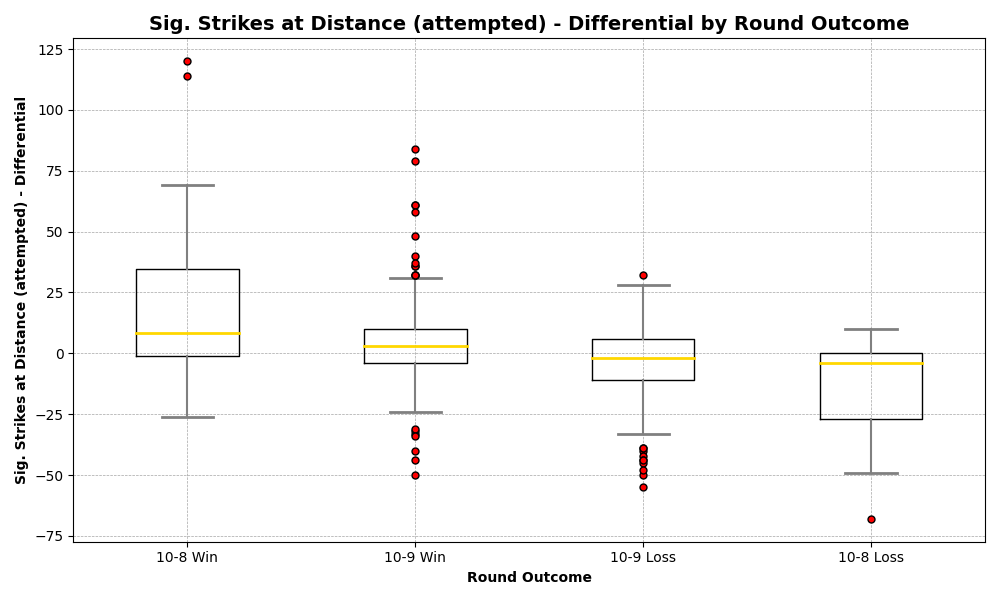 Sig. Strikes at Distance (attempted) - Differential by Round Outcome
Sig. Strikes at Distance (attempted) - Differential
125
100
75
50
25
0
−25
−50
−75
10-8 Win
10-9 Win
10-9 Loss
10-8 Loss
Round Outcome